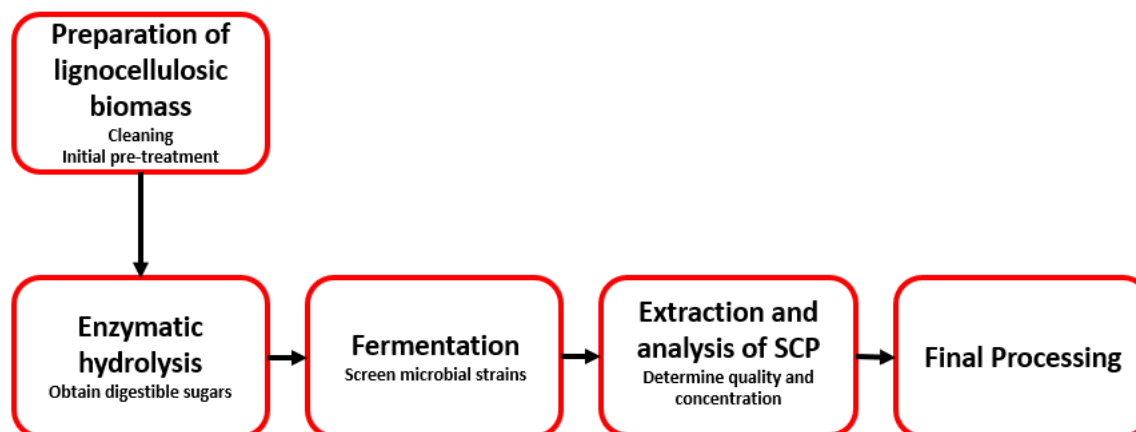 Preparation of
lignocellulosic
biomass
Cleaning
Initial pre-treatment
Enzymatic
hydrolysis
Obtain digestible sugars
Fermentation
Screen microbial strains
Extraction and
analysis of SCP
Determine quality and
concentration
Final Processing